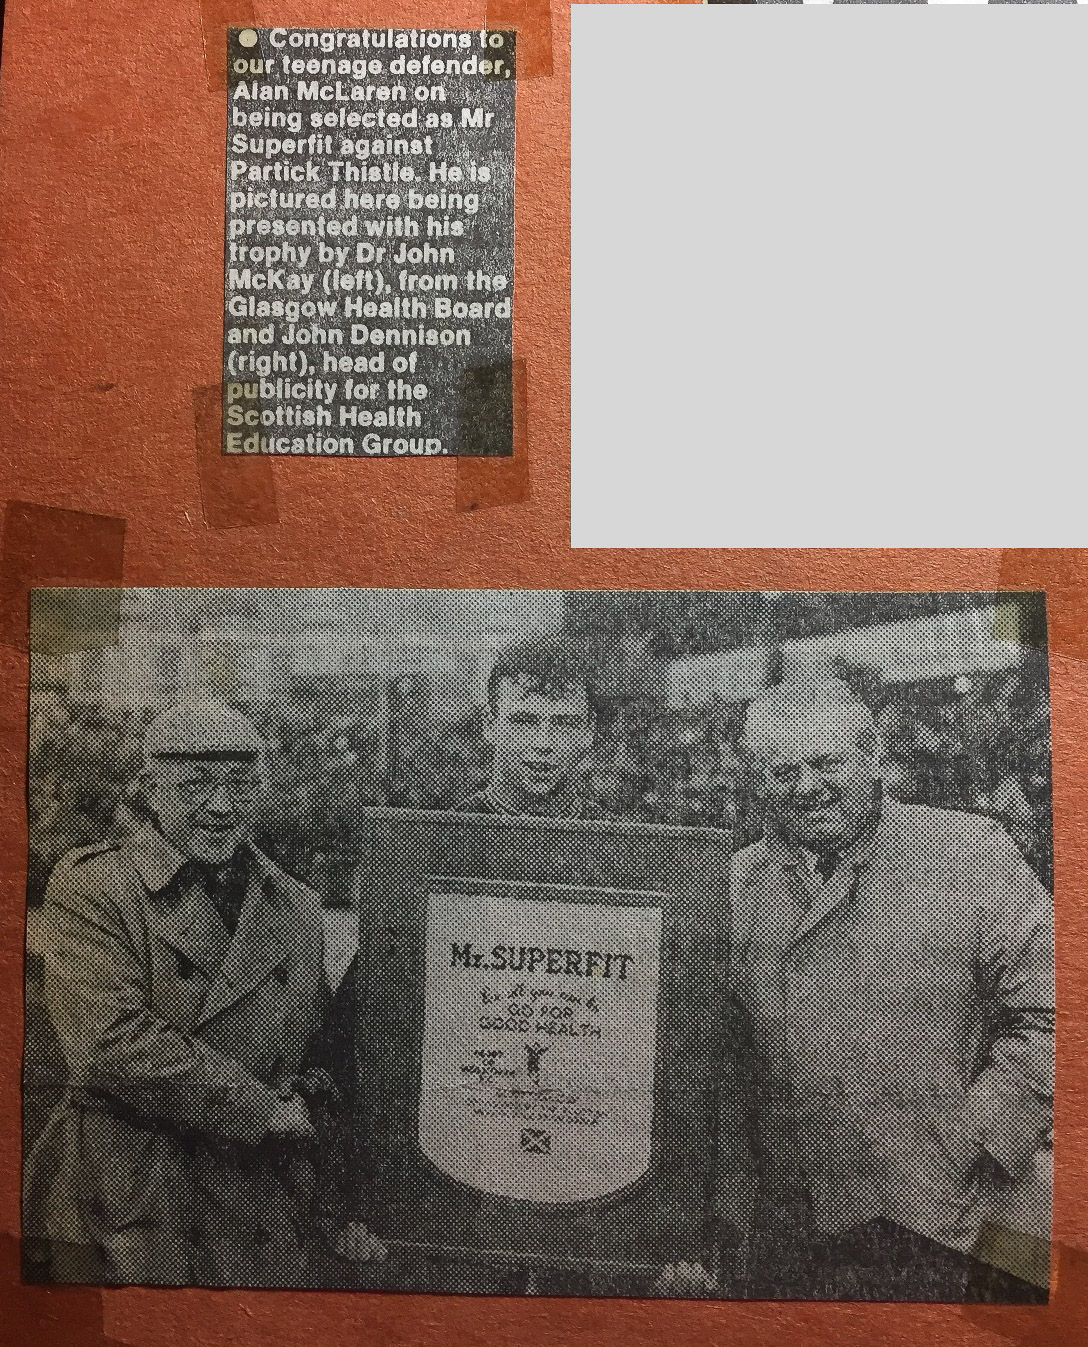 ● Congratulations to
our teenage defender,
Alan McLaren on
being selected as Mr
Superfit against
Partick Thistle. He is
pictured here being
presented with his
trophy by Dr John
McKay (left), from the
Glasgow Health Board
and John Dennison
(right), head of
publicity for the
Scottish Health
Education Group.
Mr. SUPERFIT
GO FOR
GOOD HEALTH